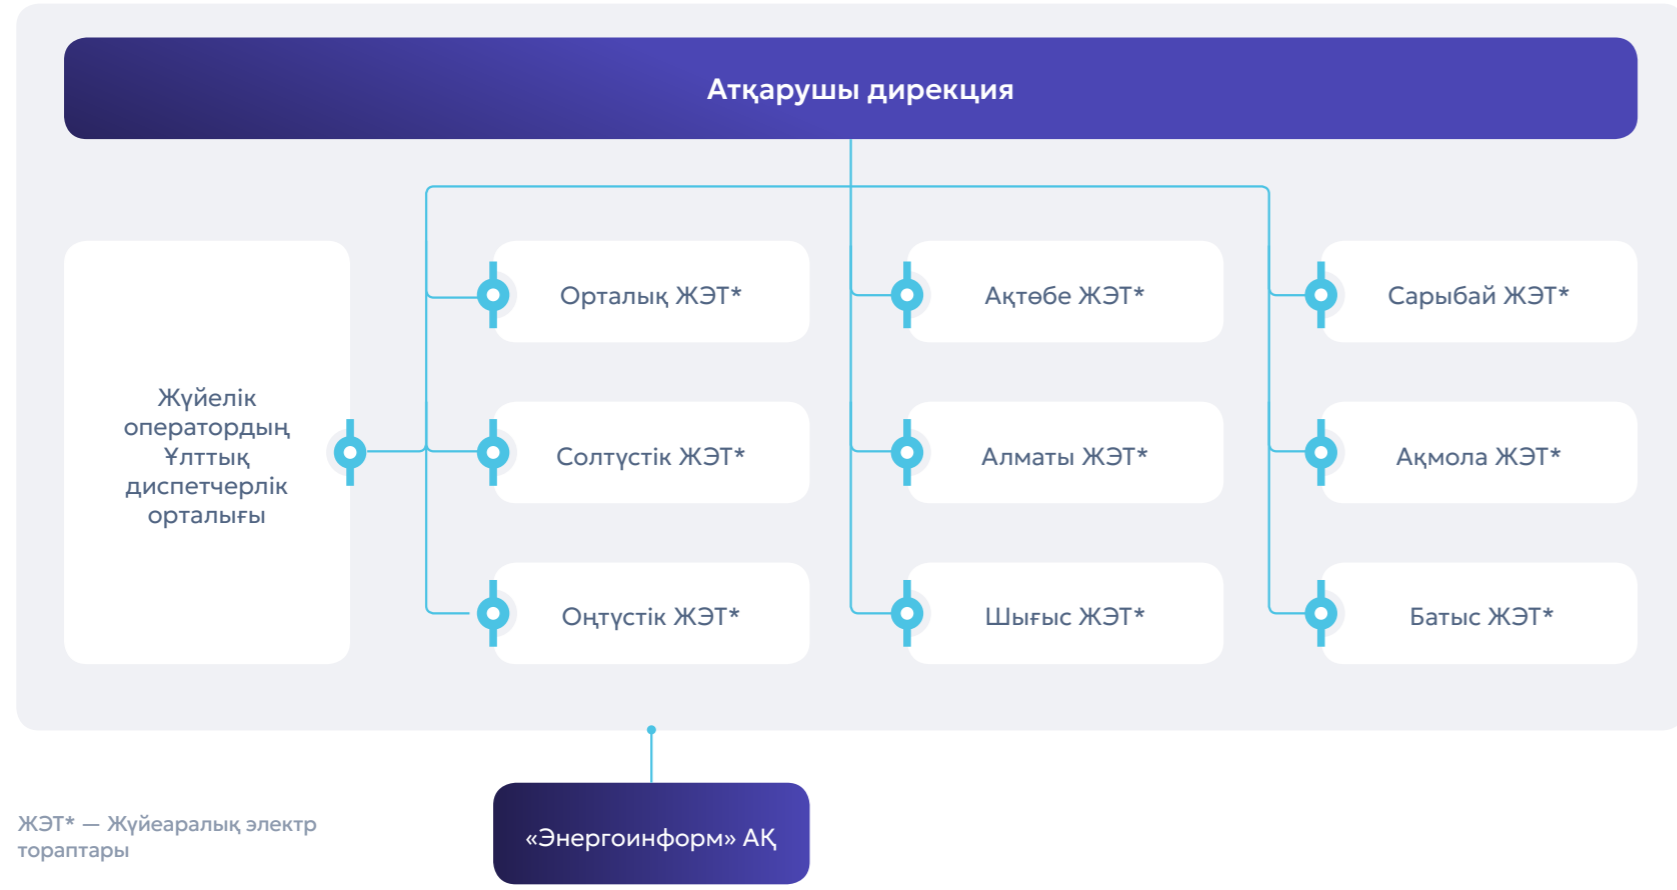 Атқарушы дирекция
Жүйелік
оператордың
Ұлттық
диспетчерлік
орталығы
Орталық ЖЭТ*
Ақтөбе ЖЭТ*
Сарыбай ЖЭТ*
Солтүстік ЖЭТ*
Алматы ЖЭТ*
Ақмола ЖЭТ*
Оңтүстік ЖЭТ*
Шығыс ЖЭТ*
Батыс ЖЭТ*
«Энергоинформ» АҚ
ЖЭТ* — Жүйеаралық электр
тораптары